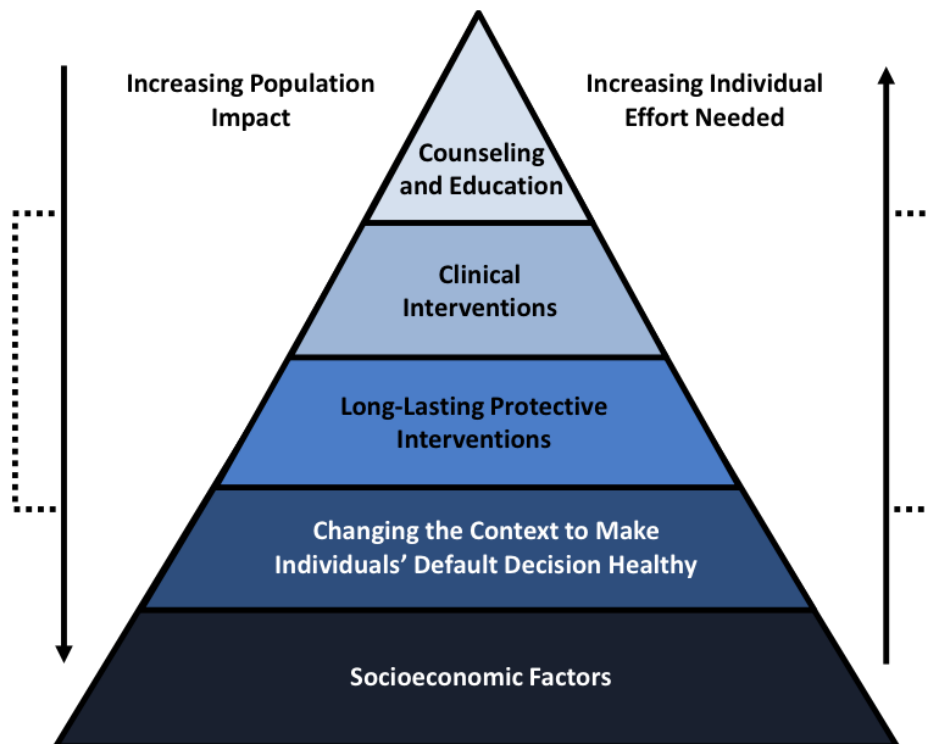 Increasing Population
Impact
Increasing Individual
Effort Needed
Counseling
and Education
Clinical
Interventions
Long-Lasting Protective
Interventions
Changing the Context to Make
Individuals’ Default Decision Healthy
Socioeconomic Factors